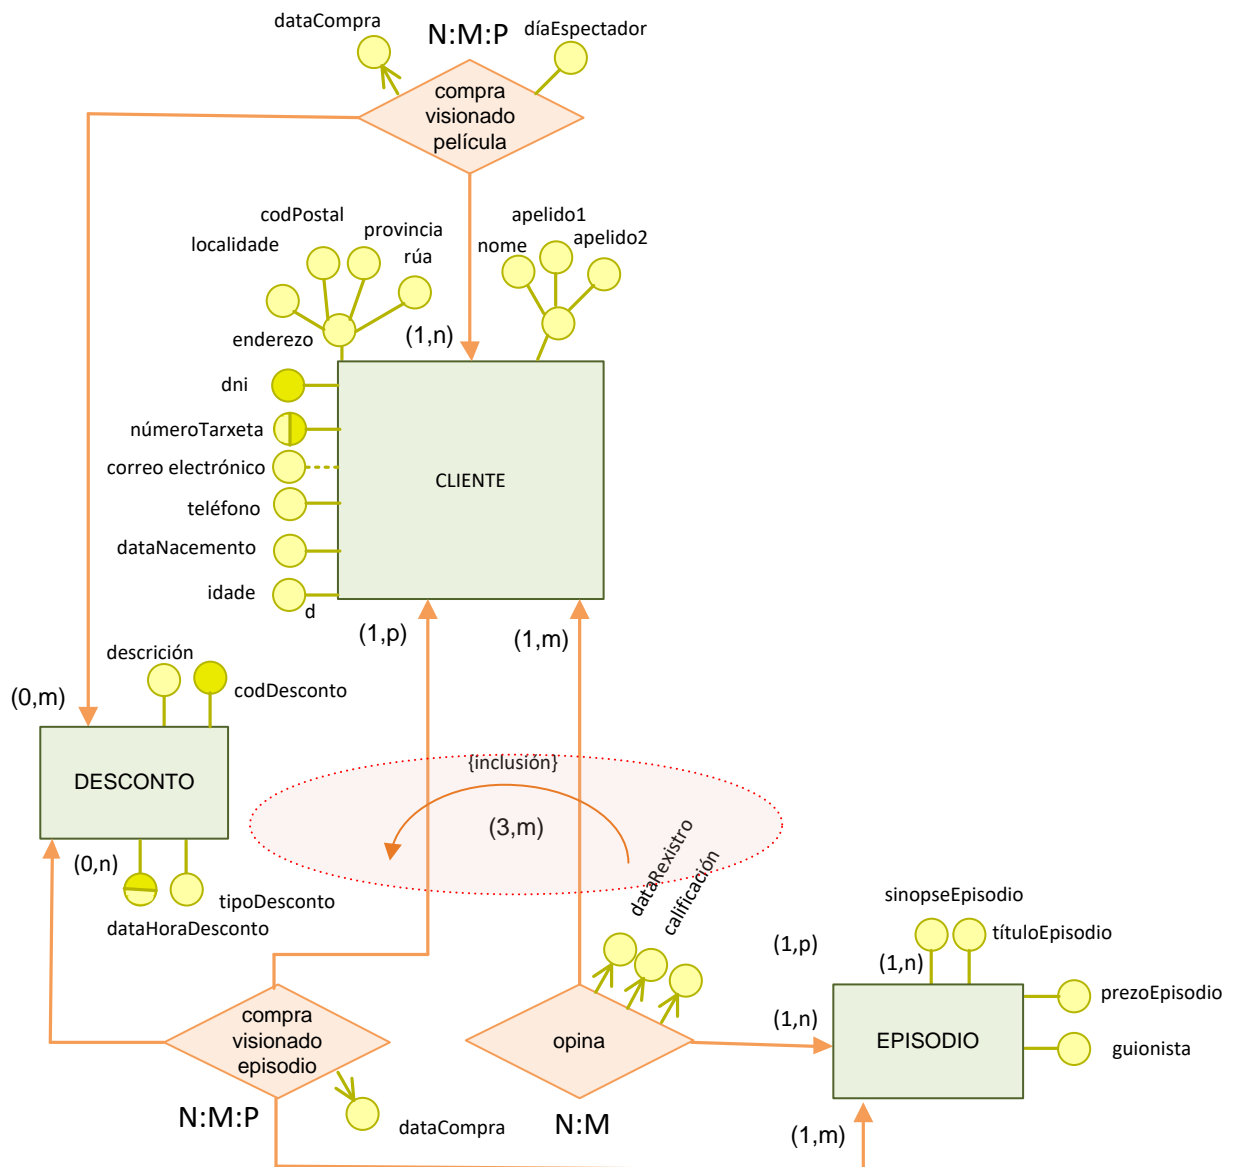 dataCompra
N:M:P
díaEspectador
compra
visionado
película
codPostal
localidade
provincia
rúa
apelido1
nome
apelido2
enderezo
(1,n)
dni
númeroTarxeta
correo electrónico
teléfono
dataNacemento
idade
d
CLIENTE
(1,p)
(1,m)
descrición
codDesconto
(0,m)
DESCONTO
{inclusión}
(3,m)
(0,n)
tipoDesconto
dataHoraDesconto
dataRexistro
calificación
sinopseEpisodio
títuloEpisodio
(1,p)
(1,n)
prezoEpisodio
compra
visionado
episodio
opina
(1,n)
EPISODIO
guionista
N:M:P
dataCompra
N:M
(1,m)